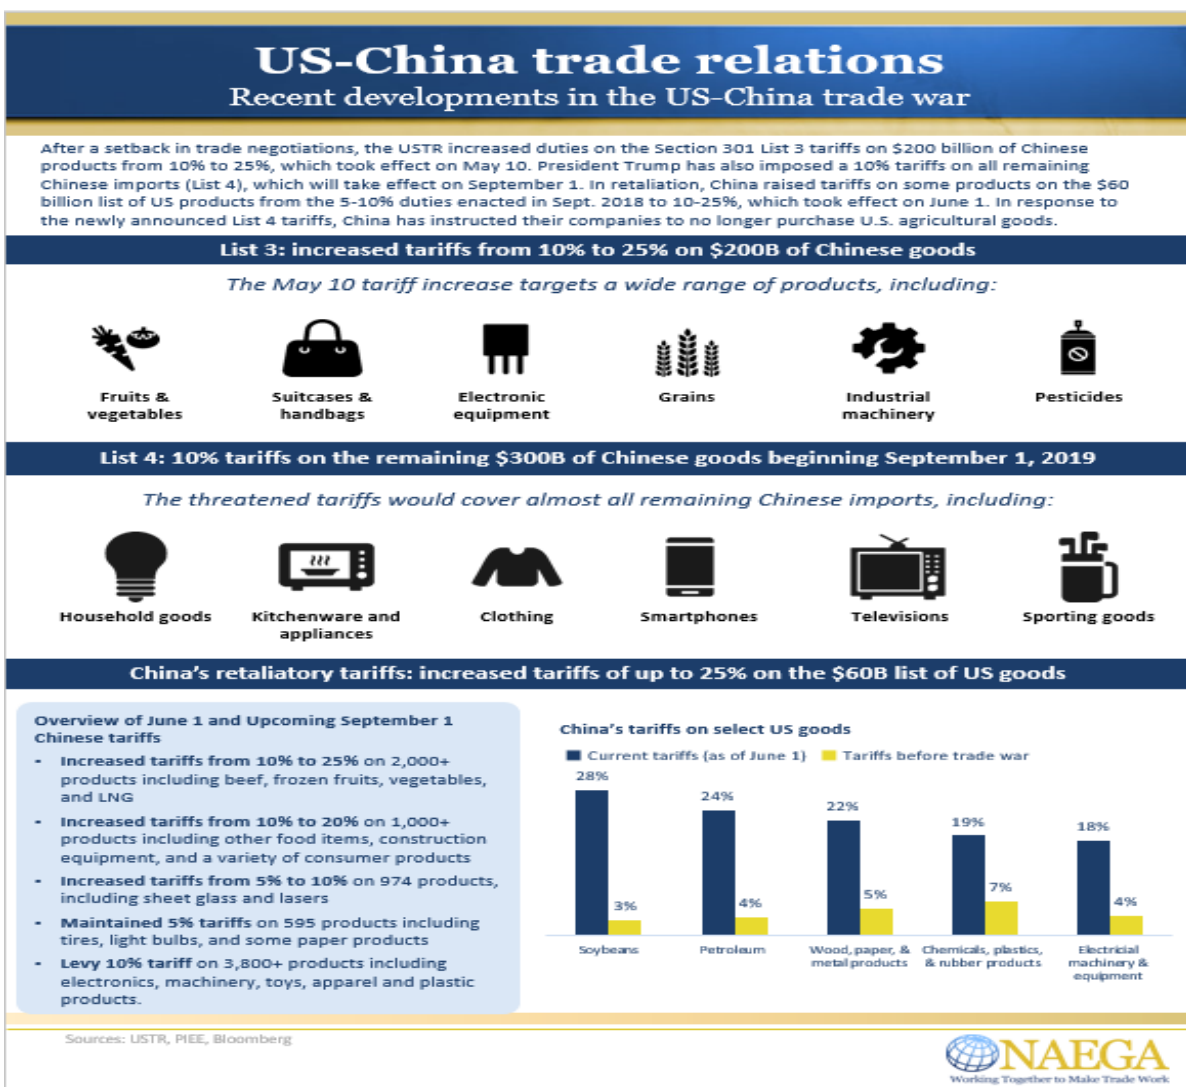 US-China trade relations
Recent developments in the US-China trade war
After a setback in trade negotiations, the USTR increased duties on the Section 301 List 3 tariffs on $200 billion of Chinese
products from 10% to 25%, which took effect on May 10. President Trump has also imposed a 10% tariffs on all remaining
Chinese imports (List 4), which will take effect on September 1. In retaliation, China raised tariffs on some products on the $60
billion list of US products from the 5-10% duties enacted in Sept. 2018 to 10-25%, which took effect on June 1. In response to
the newly announced List 4 tariffs, China has instructed their companies to no longer purchase U.S. agricultural goods.
List 3: increased tariffs from 10% to 25% on $200B of Chinese goods
The May 10 tariff increase targets a wide range of products, including:
Fruits &
vegetables
Suitcases &
handbags
Electronic
equipment
Grains
Industrial
machinery
Pesticides
List 4: 10% tariffs on the remaining $300B of Chinese goods beginning September 1, 2019
The threatened tariffs would cover almost all remaining Chinese imports, including:
Household goods
Kitchenware and
appliances
Clothing
Smartphones
Televisions
Sporting goods
China's retaliatory tariffs: increased tariffs of up to 25% on the $60B list of US goods
Overview of June 1 and Upcoming September 1
Chinese tariffs
- Increased tariffs from 10% to 25% on 2,000+
products including beef, frozen fruits, vegetables,
and LNG
- Increased tariffs from 10% to 20% on 1,000+
products including other food items, construction
equipment, and a variety of consumer products
- Increased tariffs from 5% to 10% on 974 products,
including sheet glass and lasers
- Maintained 5% tariffs on 595 products including
tires, light bulbs, and some paper products
- Levy 10% tariff on 3,800+ products including
electronics, machinery, toys, apparel and plastic
products.
China's tariffs on select US goods
Current tariffs (as of June 1)
Tariffs before trade war
28%
3%
24%
4%
22%
5%
19%
7%
18%
4%
Soybeans
Petroleum
Wood, paper, &
metal products
Chemicals, plastics,
& rubber products
Electricial
machinery &
equipment
Sources: USTR, PIEE, Bloomberg
NAEGA
Working Together to Make Trade Work